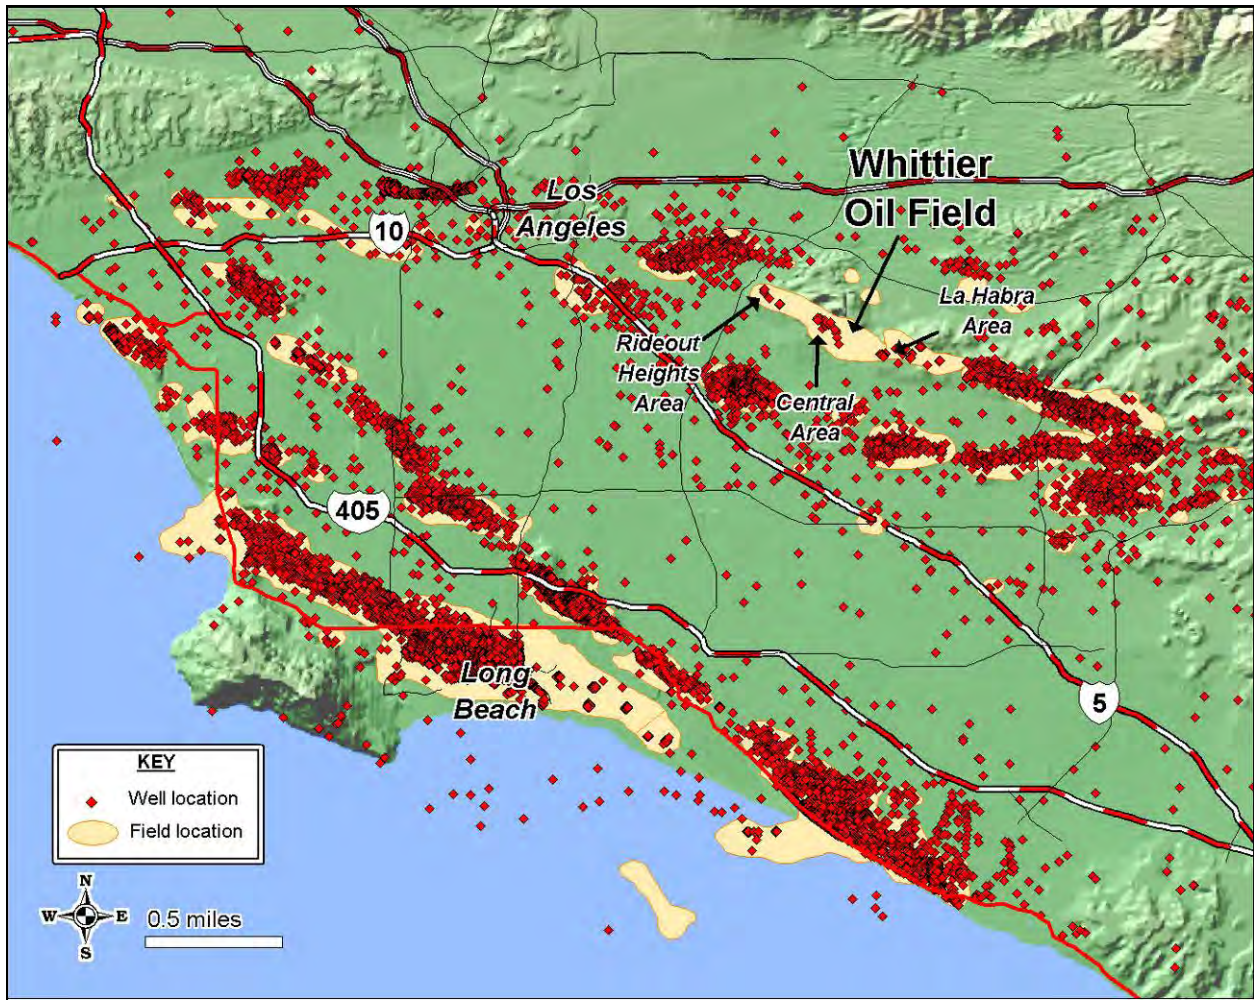 Whittier
Oil Field
Los
Angeles
10
La Habra
Area
Rideout
Heights
Area
Central
Area
405
Long
Beach
5
KEY
Well location
Field location
N
W
E
S
0.5 miles